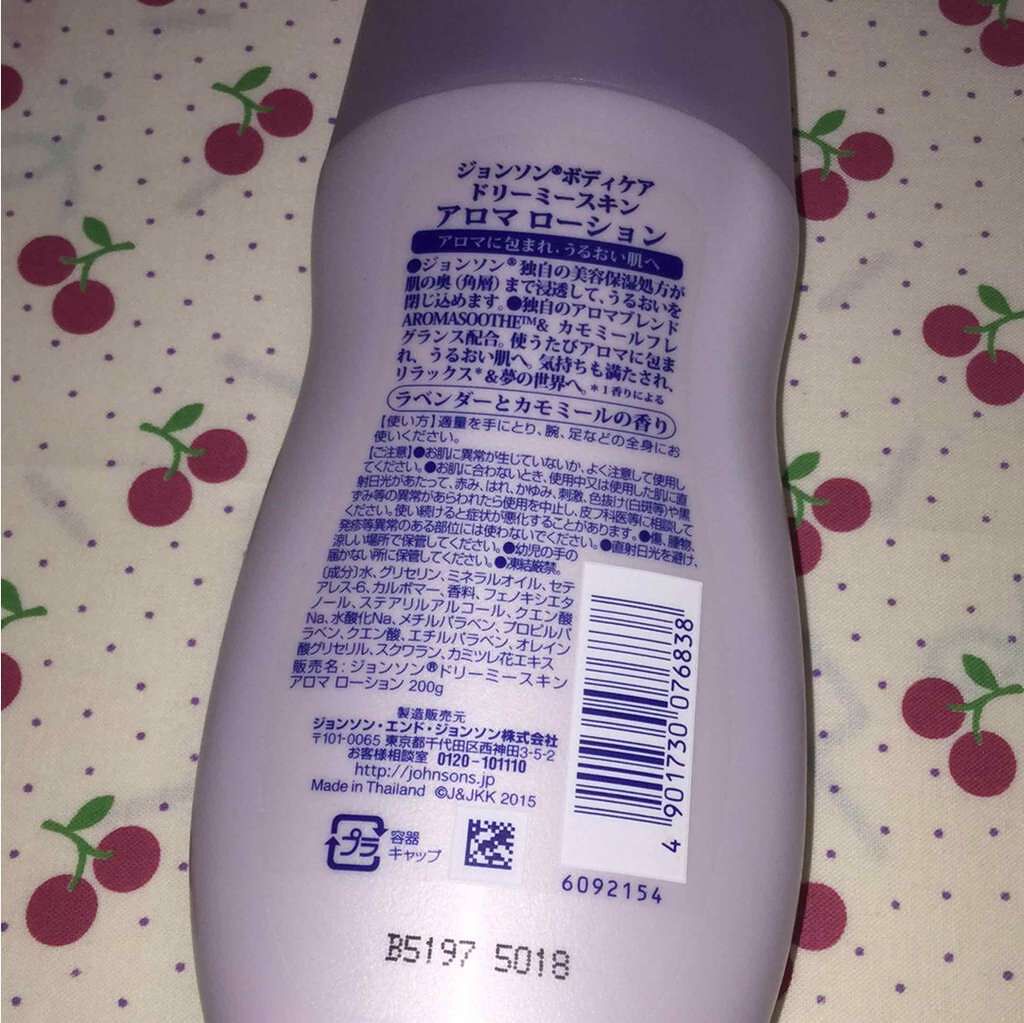 ジョンソン®ボディケア
ドリーミースキン
アロマ ローション
アロマに包まれ、うるおい肌へ
●ジョンソン®独自の美容保湿処方が
肌の奥（角層）まで浸透して、うるおいを
閉じ込めます。●独自のアロマブレンド
AROMASOOTHE™& カモミールフレ
グランス配合。使うたびアロマに包ま
れ、うるおい肌へ。気持ちも満たされ、
リラックス*&夢の世界へ。*1香りによる
ラベンダーとカモミールの香り
【使い方】適量を手にとり、腕、足などの全身にお
使いください。
【ご注意】●お肌に異常が生じていないか、よく注意して使用し
てください。●お肌に合わないとき、使用中又は使用した肌に直
射日光があたって、赤み、はれ、かゆみ、刺激、色抜け(白斑等)や黒
ずみ等の異常があらわれたら使用を中止し、皮フ科医等に相談して
ください。使い続けると症状が悪化することがあります。●傷、腫物、
発疹等異常のある部位には使わないでください。●直射日光を避け、
涼しい場所で保管してください。●幼児の手の
届かない所に保管してください。●凍結厳禁。
〔成分〕水、グリセリン、ミネラルオイル、セテ
アレス-6、カルボマー、香料、フェノキシエタ
ノール、ステアリルアルコール、クエン酸
Na、水酸化Na、メチルパラベン、プロピルパ
ラベン、クエン酸、エチルパラベン、オレイン
酸グリセリル、スクワラン、カミツレ花エキス
販売名：ジョンソン®ドリーミースキン
アロマ ローション 200g
製造販売元
ジョンソン・エンド・ジョンソン株式会社
〒101-0065 東京都千代田区西神田3-5-2
お客様相談室 0120-101110
http://johnsons.jp
Made in Thailand ©J&JKK 2015
プラ 容器
キャップ
4 901730 076838
6092154
B5197 5018